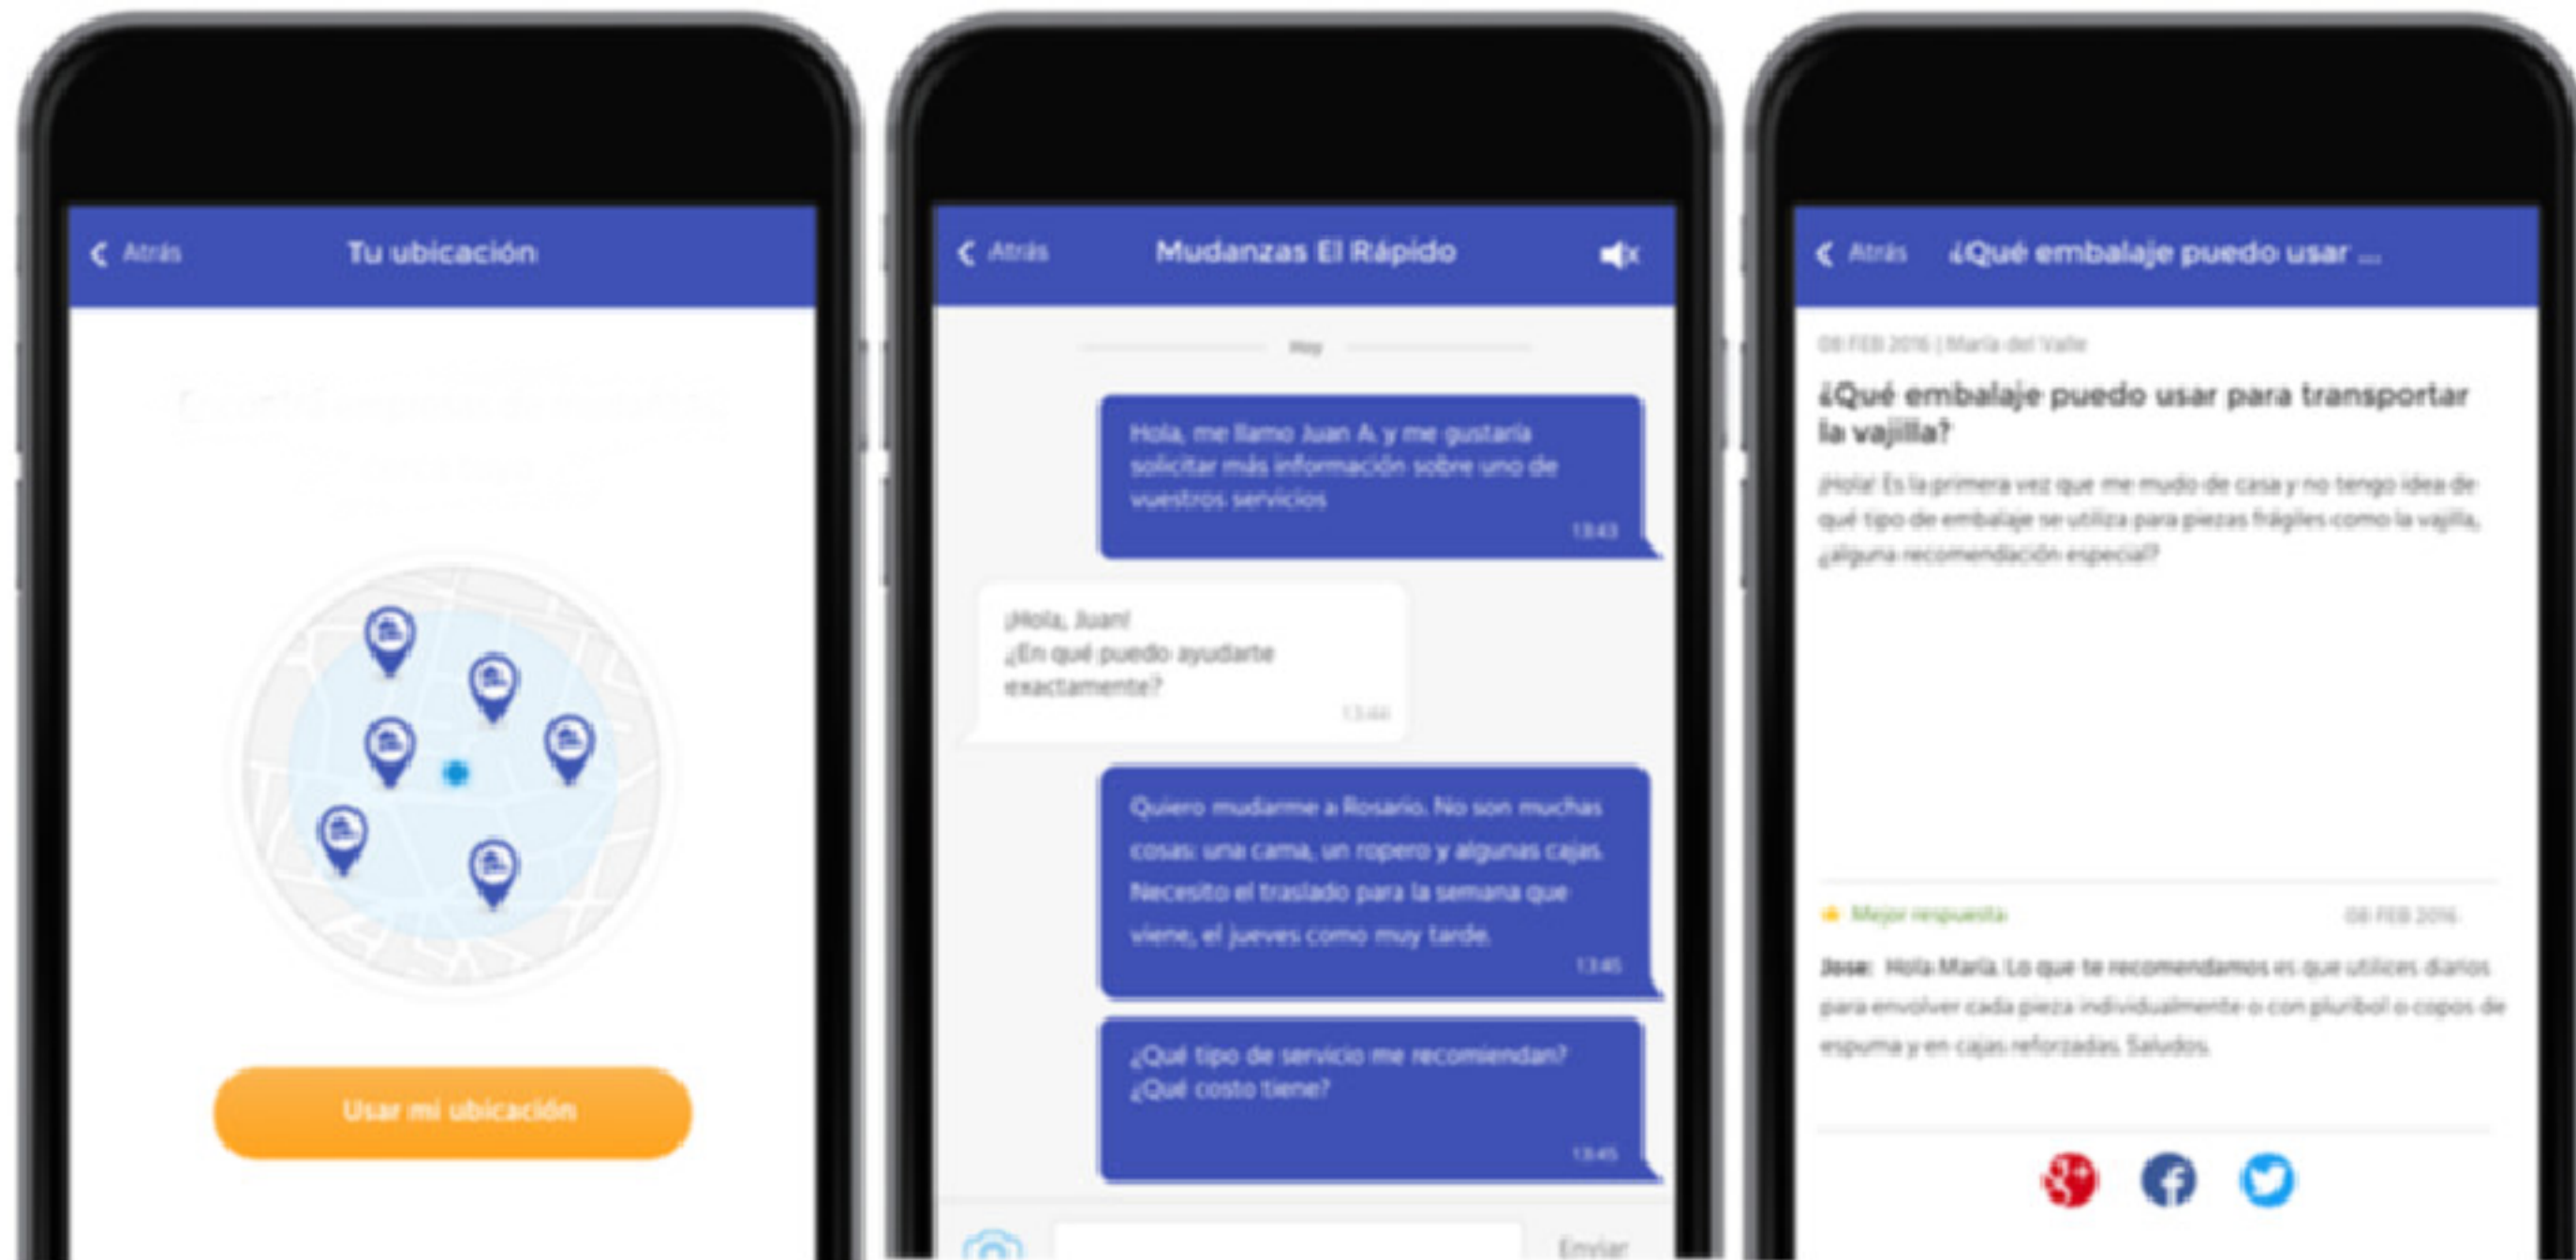 Atrás
Tu ubicación
Usar mi ubicación
Atrás
Mudanzas El Rápido
Hoy
Hola, me llamo Juan A. y me gustaría
solicitar más información sobre uno de
vuestros servicios
13:43
¡Hola, Juan!
¿En qué puedo ayudarte
exactamente?
13:44
Quiero mudarme a Rosario. No son muchas
cosas: una cama, un ropero y algunas cajas.
Necesito el traslado para la semana que
viene, el jueves como muy tarde.
13:45
¿Qué tipo de servicio me recomiendan?
¿Qué costo tiene?
13:45
Enviar
Atrás
¿Qué embalaje puedo usar ...
08 FEB 2016 | María del Valle
¿Qué embalaje puedo usar para transportar
la vajilla?
¡Hola! Es la primera vez que me mudo de casa y no tengo idea de
qué tipo de embalaje se utiliza para piezas frágiles como la vajilla,
¿alguna recomendación especial?
Mejor respuesta
08 FEB 2016
Jose: Hola María. Lo que te recomendamos es que utilices diarios
para envolver cada pieza individualmente o con pluribol o copos de
espuma y en cajas reforzadas. Saludos.